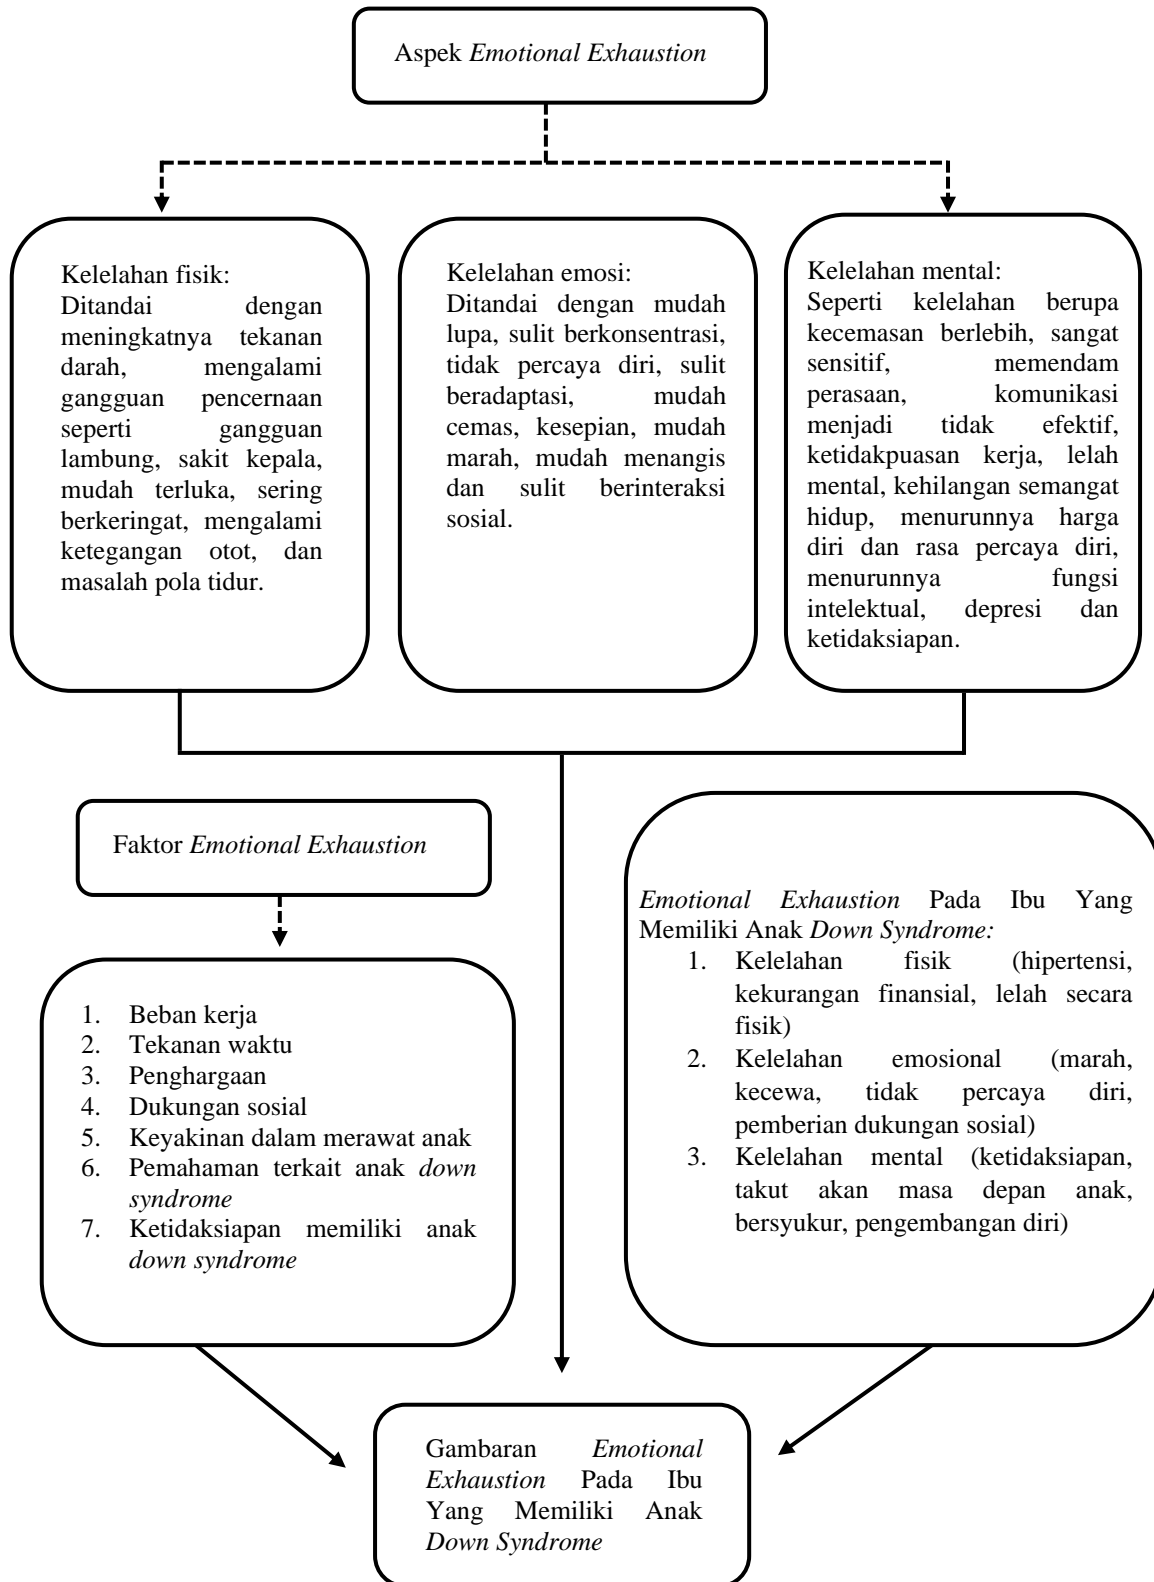 Aspek Emotional Exhaustion
Kelelahan fisik:
Ditandai dengan
meningkatnya tekanan
darah, mengalami
gangguan pencernaan
seperti gangguan
lambung, sakit kepala,
mudah terluka, sering
berkeringat, mengalami
ketegangan otot, dan
masalah pola tidur.
Kelelahan emosi:
Ditandai dengan mudah
lupa, sulit berkonsentrasi,
tidak percaya diri, sulit
beradaptasi, mudah
cemas, kesepian, mudah
marah, mudah menangis
dan sulit berinteraksi
sosial.
Kelelahan mental:
Seperti kelelahan berupa
kecemasan berlebih, sangat
sensitif, memendam
perasaan, komunikasi
menjadi tidak efektif,
ketidakpuasan kerja, lelah
mental, kehilangan semangat
hidup, menurunnya harga
diri dan rasa percaya diri,
menurunnya fungsi
intelektual, depresi dan
ketidaksiapan.
Faktor Emotional Exhaustion
1. Beban kerja
2. Tekanan waktu
3. Penghargaan
4. Dukungan sosial
5. Keyakinan dalam merawat anak
6. Pemahaman terkait anak down
syndrome
7. Ketidaksiapan memiliki anak
down syndrome
Emotional Exhaustion Pada Ibu Yang
Memiliki Anak Down Syndrome:
1. Kelelahan fisik (hipertensi,
kekurangan finansial, lelah secara
fisik)
2. Kelelahan emosional (marah,
kecewa, tidak percaya diri,
pemberian dukungan sosial)
3. Kelelahan mental (ketidaksiapan,
takut akan masa depan anak,
bersyukur, pengembangan diri)
Gambaran Emotional
Exhaustion Pada Ibu
Yang Memiliki Anak
Down Syndrome